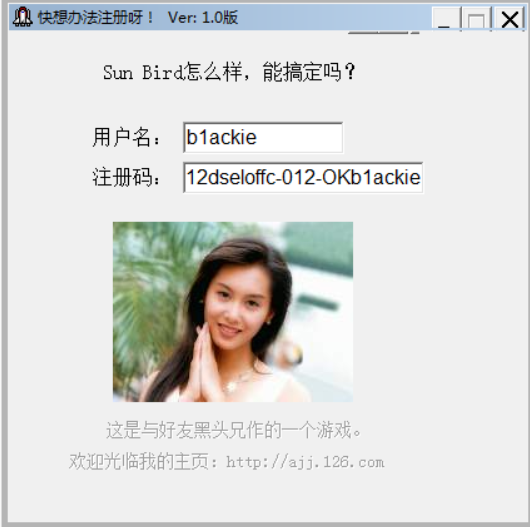 快想办法注册呀！ Ver: 1.0版
Sun Bird怎么样，能搞定吗？
用户名： b1ackie
注册码： 12dseloffc-012-OKb1ackie
这是与好友黑头兄作的一个游戏。
欢迎光临我的主页：http://ajj.126.com